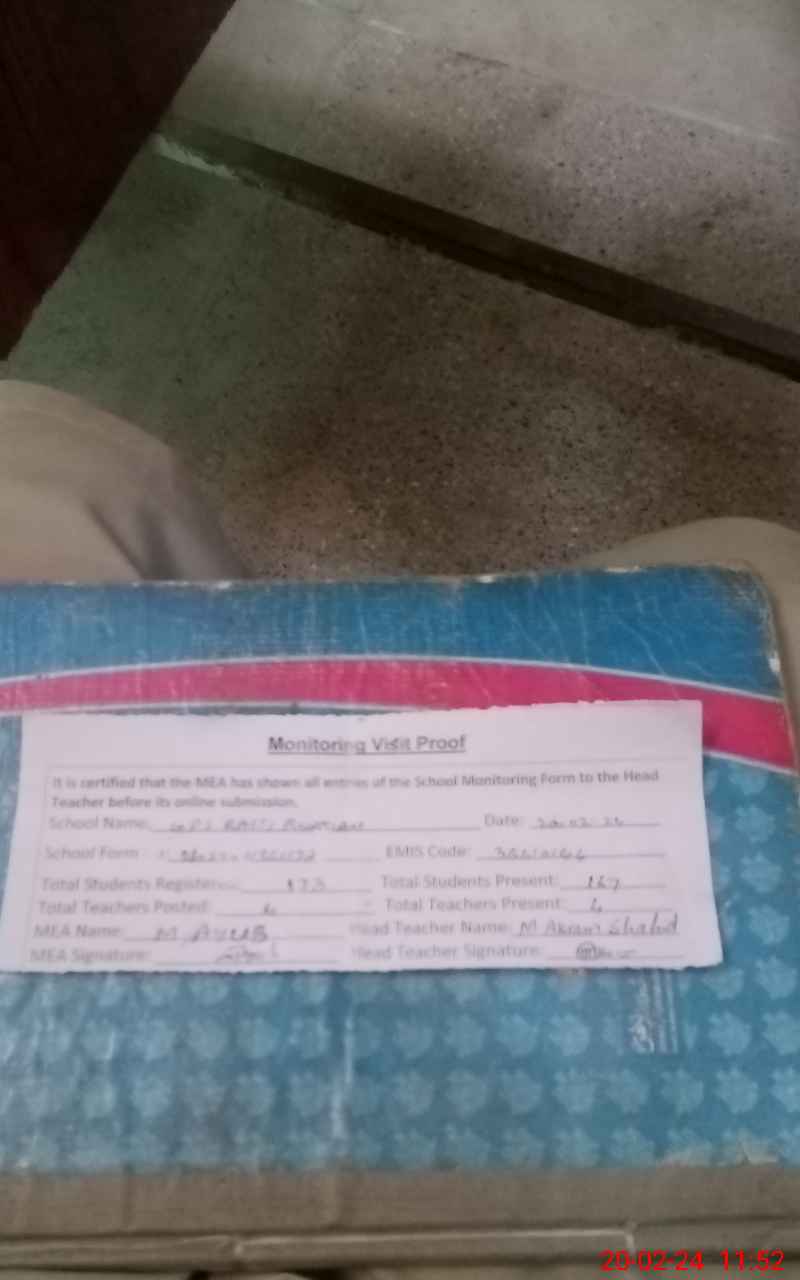 Monitoring Visit Proof
It is certified that the MEA has shown all entries of the School Monitoring Form to the Head
Teacher before its online submission.
School Name: Date:
School Form EMIS Code:
Total Students Registered: 173 Total Students Present: 167
Total Teachers Posted: 6 Total Teachers Present: 6
MEA Name: M. AYUB Head Teacher Name: M Akram Shahid
MEA Signature: Head Teacher Signature:
20-02-24 11:52